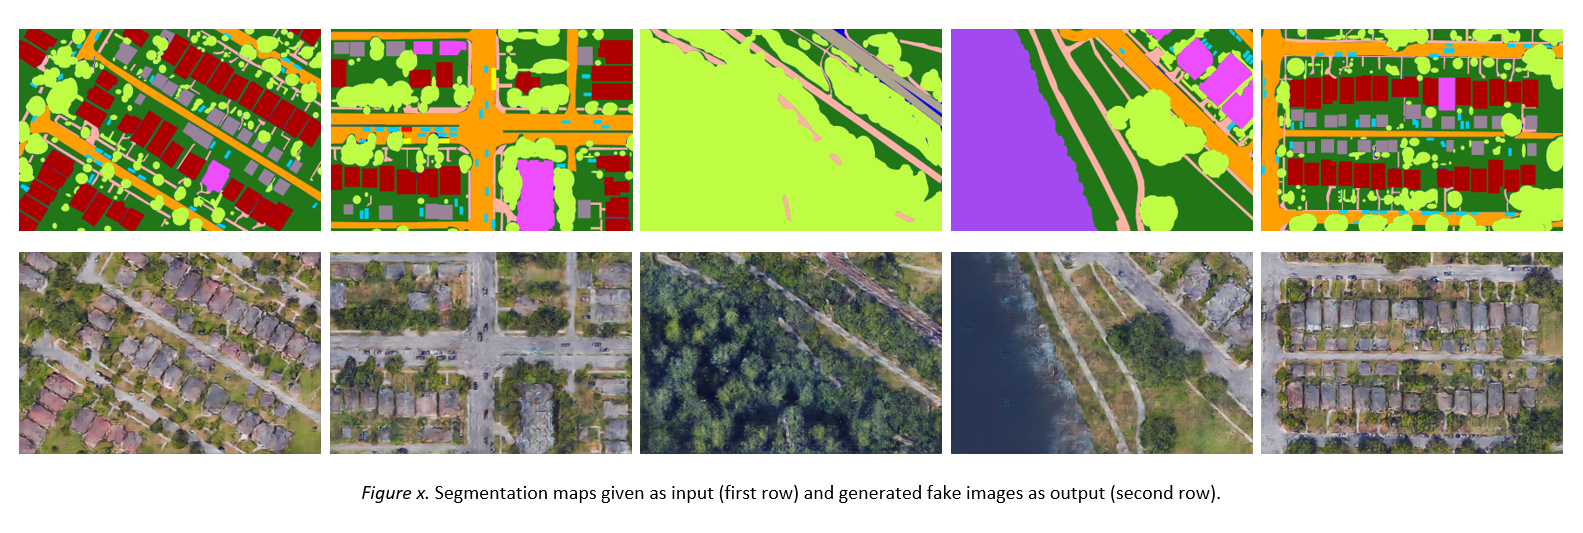 Figure x. Segmentation maps given as input (first row) and generated fake images as output (second row).